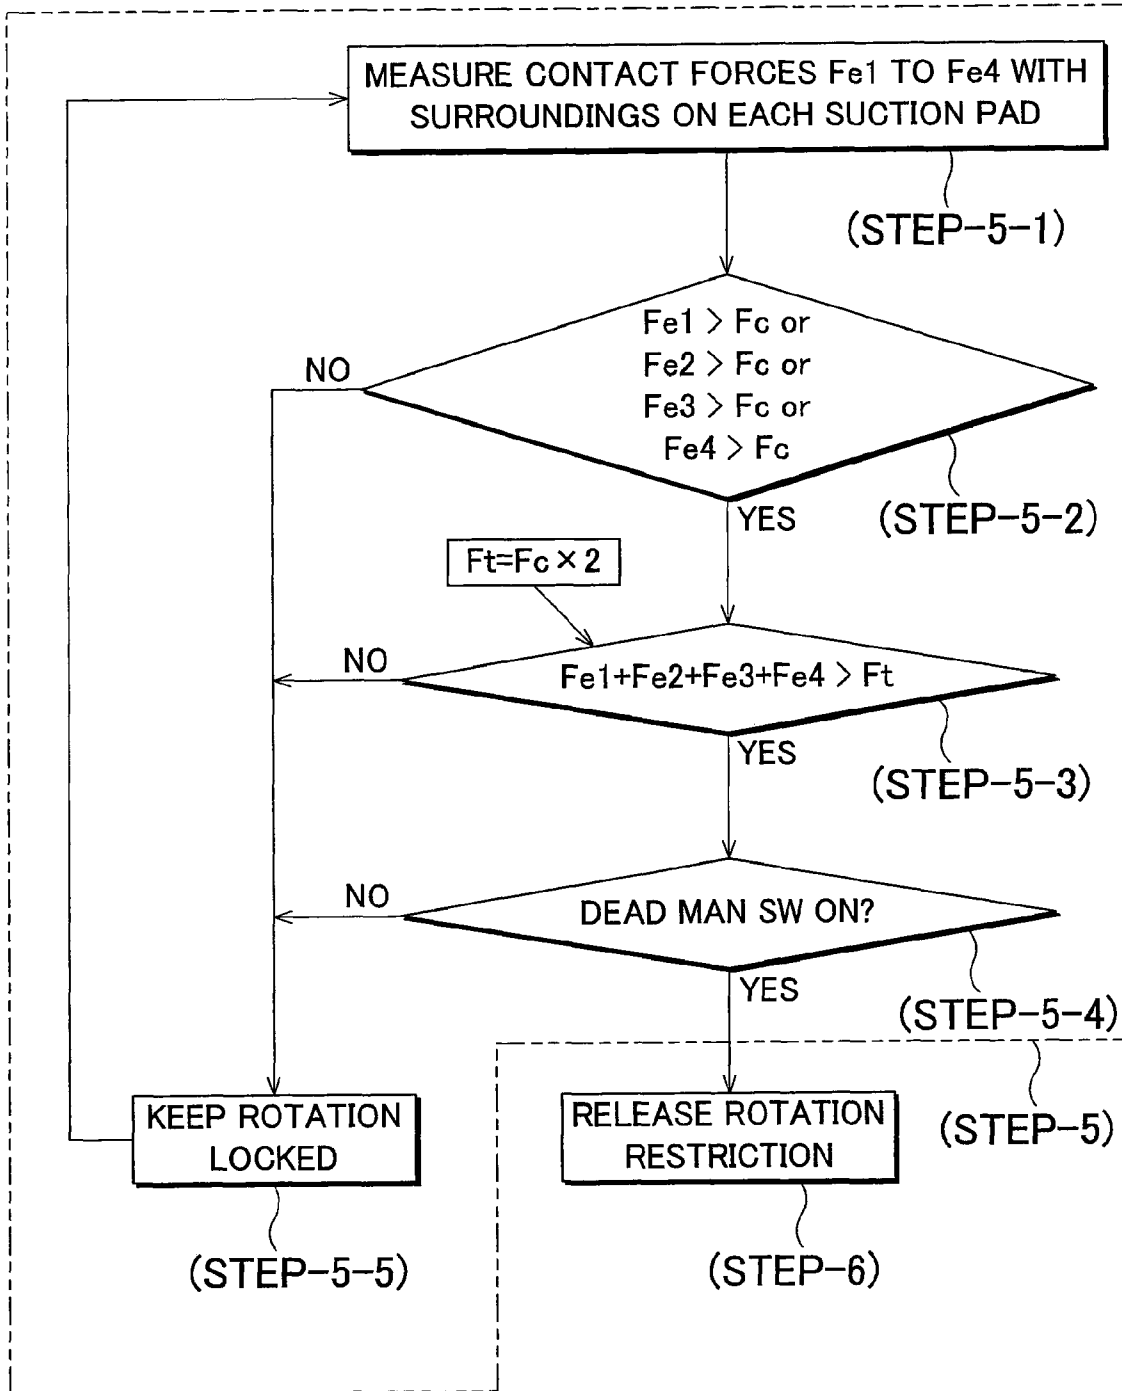 MEASURE CONTACT FORCES Fe1 TO Fe4 WITH
SURROUNDINGS ON EACH SUCTION PAD
(STEP-5-1)
Fe1 > Fc or
Fe2 > Fc or
Fe3 > Fc or
Fe4 > Fc
NO
YES
(STEP-5-2)
Ft=Fc×2
NO
Fe1+Fe2+Fe3+Fe4 > Ft
YES
(STEP-5-3)
NO
DEAD MAN SW ON?
YES
(STEP-5-4)
KEEP ROTATION
LOCKED
RELEASE ROTATION
RESTRICTION
(STEP-5)
(STEP-5-5)
(STEP-6)